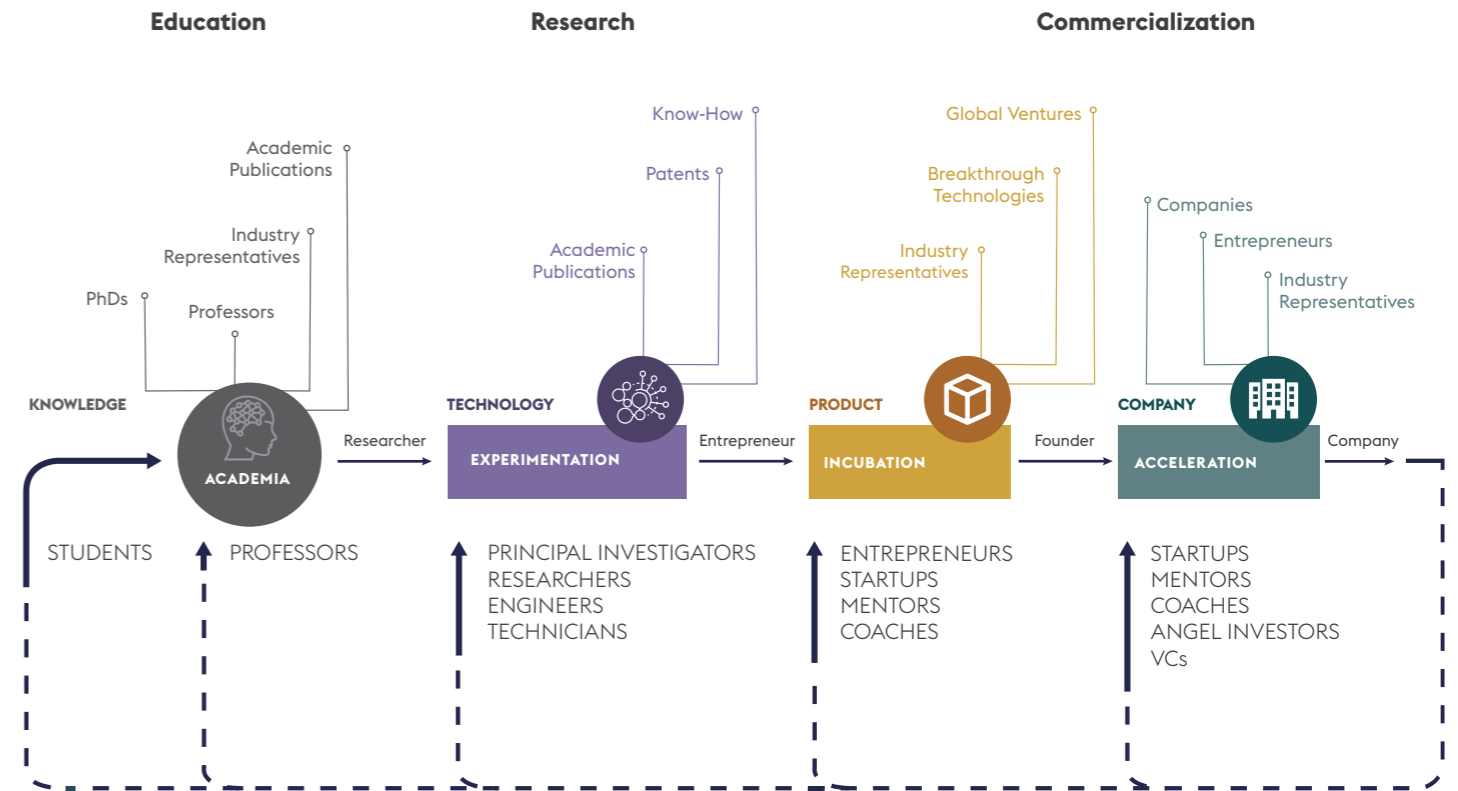 Education
Research
Commercialization
Know-How
Global Ventures
Academic
Publications
Patents
Breakthrough
Technologies
Companies
Industry
Representatives
Academic
Publications
Industry
Representatives
Entrepreneurs
Industry
Representatives
PhDs
Professors
KNOWLEDGE
TECHNOLOGY
PRODUCT
COMPANY
Researcher
Entrepreneur
Founder
Company
ACADEMIA
EXPERIMENTATION
INCUBATION
ACCELERATION
STUDENTS
PROFESSORS
PRINCIPAL INVESTIGATORS
RESEARCHERS
ENGINEERS
TECHNICIANS
ENTREPRENEURS
STARTUPS
MENTORS
COACHES
STARTUPS
MENTORS
COACHES
ANGEL INVESTORS
VCs